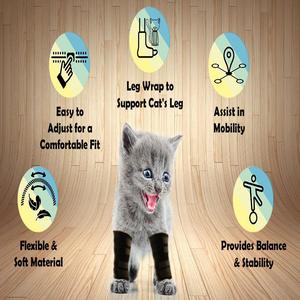 Leg Wrap to
Support Cat's Leg
Easy to
Adjust for a
Comfortable Fit
Assist in
Mobility
Flexible &
Soft Material
Provides Balance
& Stability